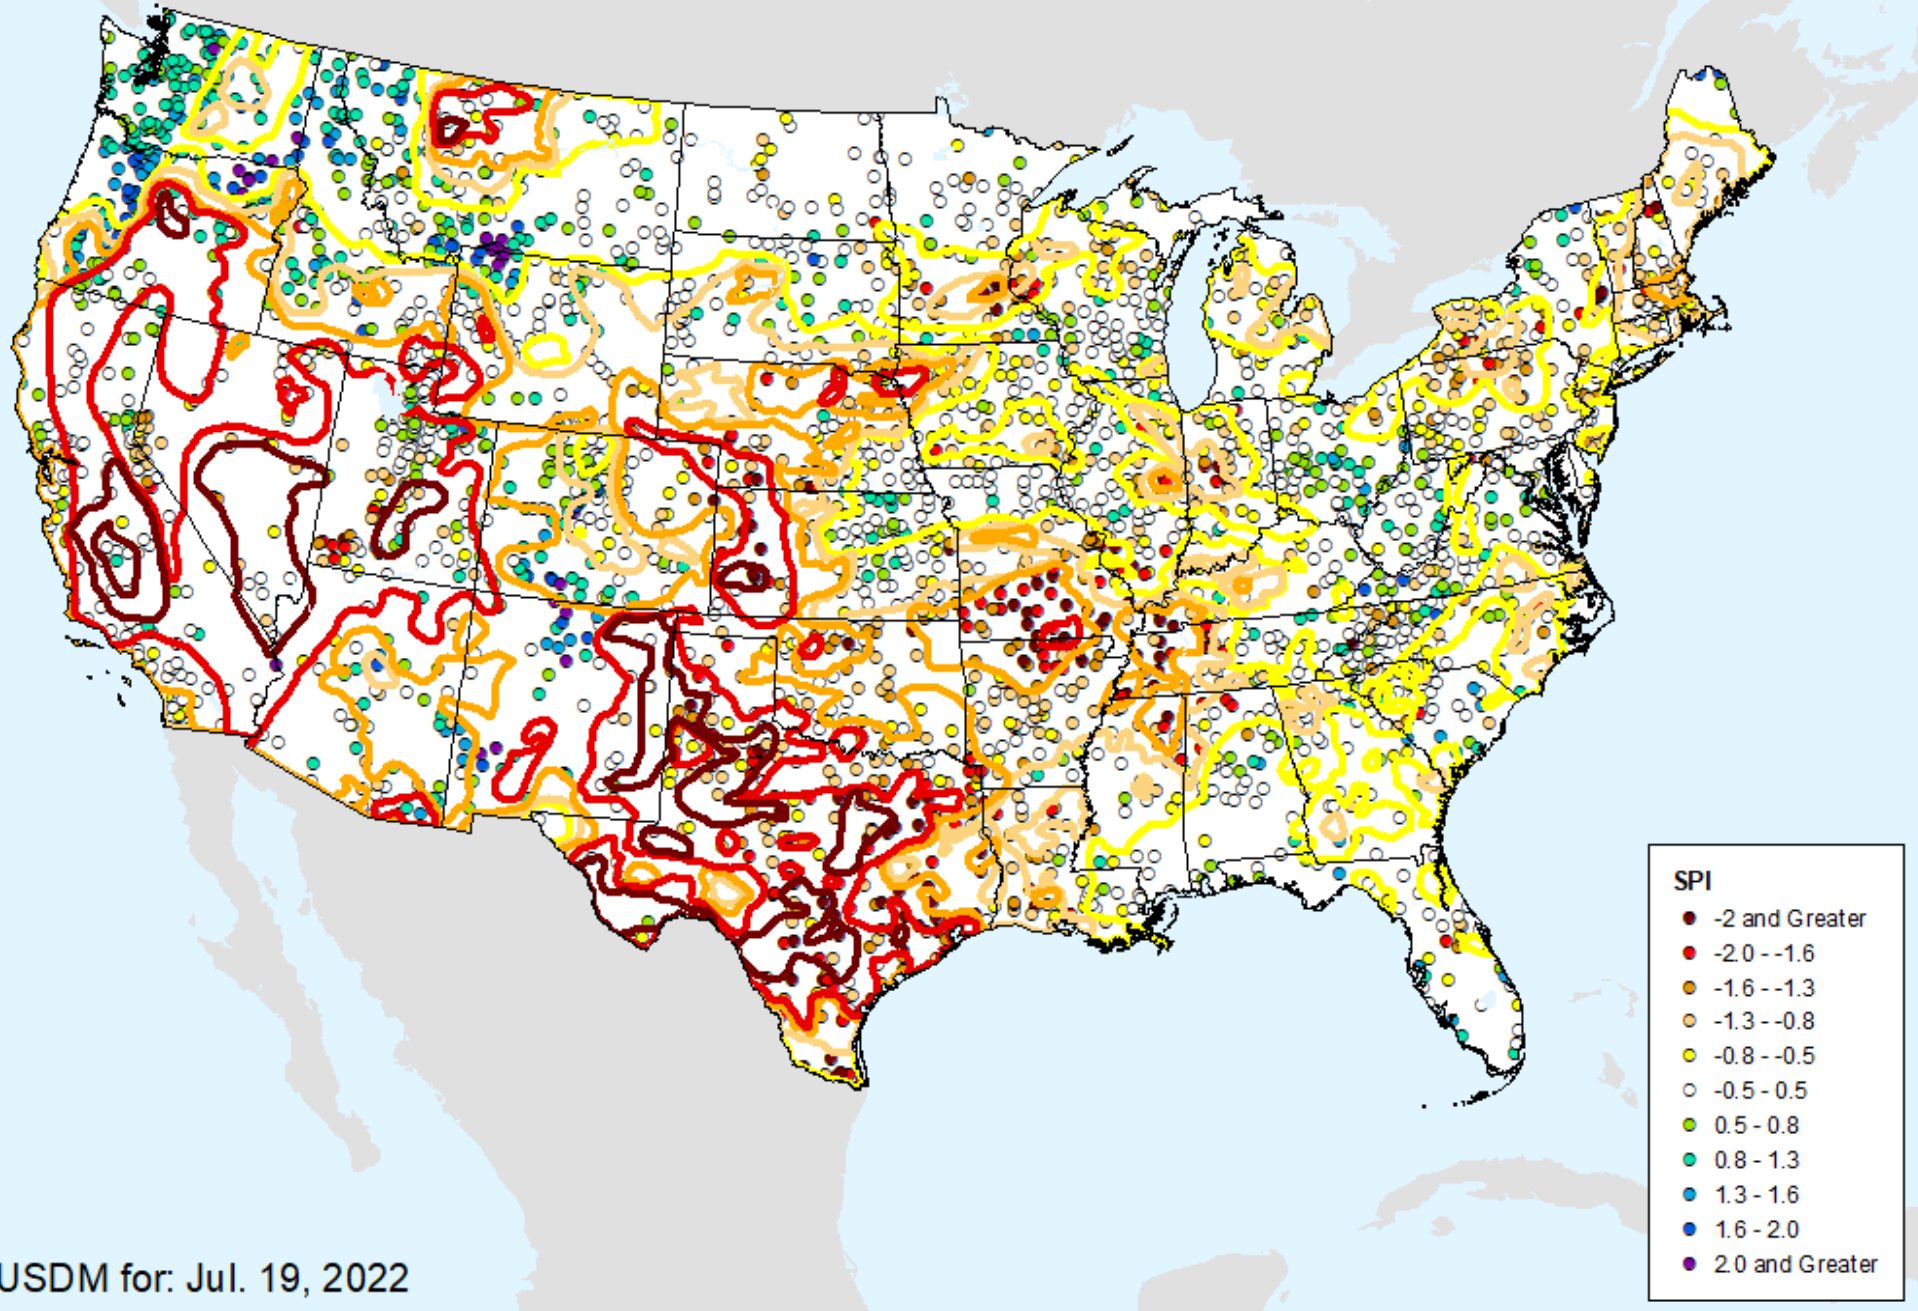 SPI
-2 and Greater
-2.0 - -1.6
-1.6 - -1.3
-1.3 - -0.8
-0.8 - -0.5
-0.5 - 0.5
0.5 - 0.8
0.8 - 1.3
1.3 - 1.6
1.6 - 2.0
2.0 and Greater
USDM for: Jul. 19, 2022